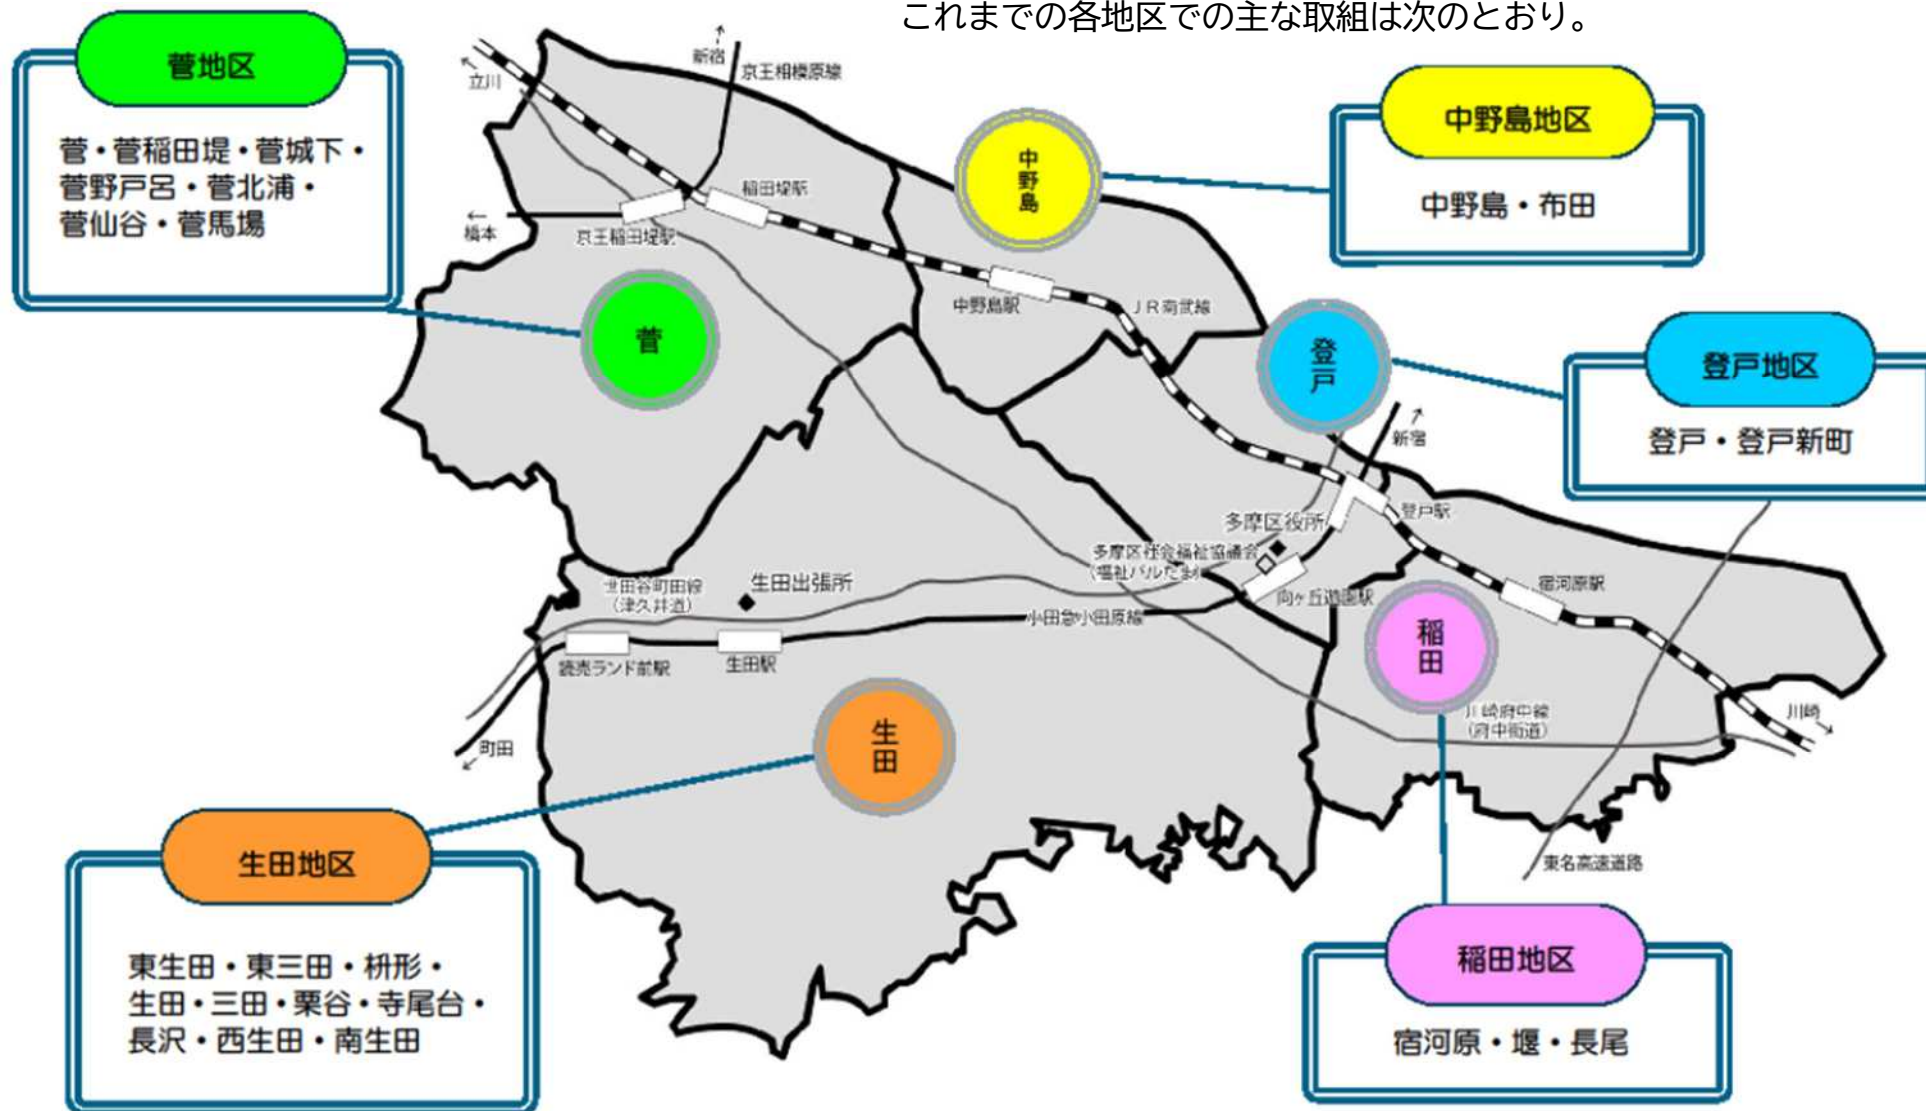 これまでの各地区での主な取組は次のとおり。
菅地区
菅・菅稲田堤・菅城下・
菅野戸呂・菅北浦・
菅仙谷・菅馬場
中野島地区
中野島・布田
登戸地区
登戸・登戸新町
生田地区
東生田・東三田・枡形・
生田・三田・栗谷・寺尾台・
長沢・西生田・南生田
稲田地区
宿河原・堰・長尾
↑
新宿
京王相模原線
←
立川
中野島
稲田堤駅
←
橋本
京王稲田堤駅
菅
中野島駅
JR南武線
登戸
↑
新宿
登戸駅
多摩区役所
多摩区社会福祉協議会
(福祉パルたま)
向ヶ丘遊園駅
宿河原駅
世田谷町田線
(津久井道)
生田出張所
小田急小田原線
読売ランド前駅
生田駅
稲田
生田
川崎府中線
(府中街道)
川崎
→
町田
←
東名高速道路